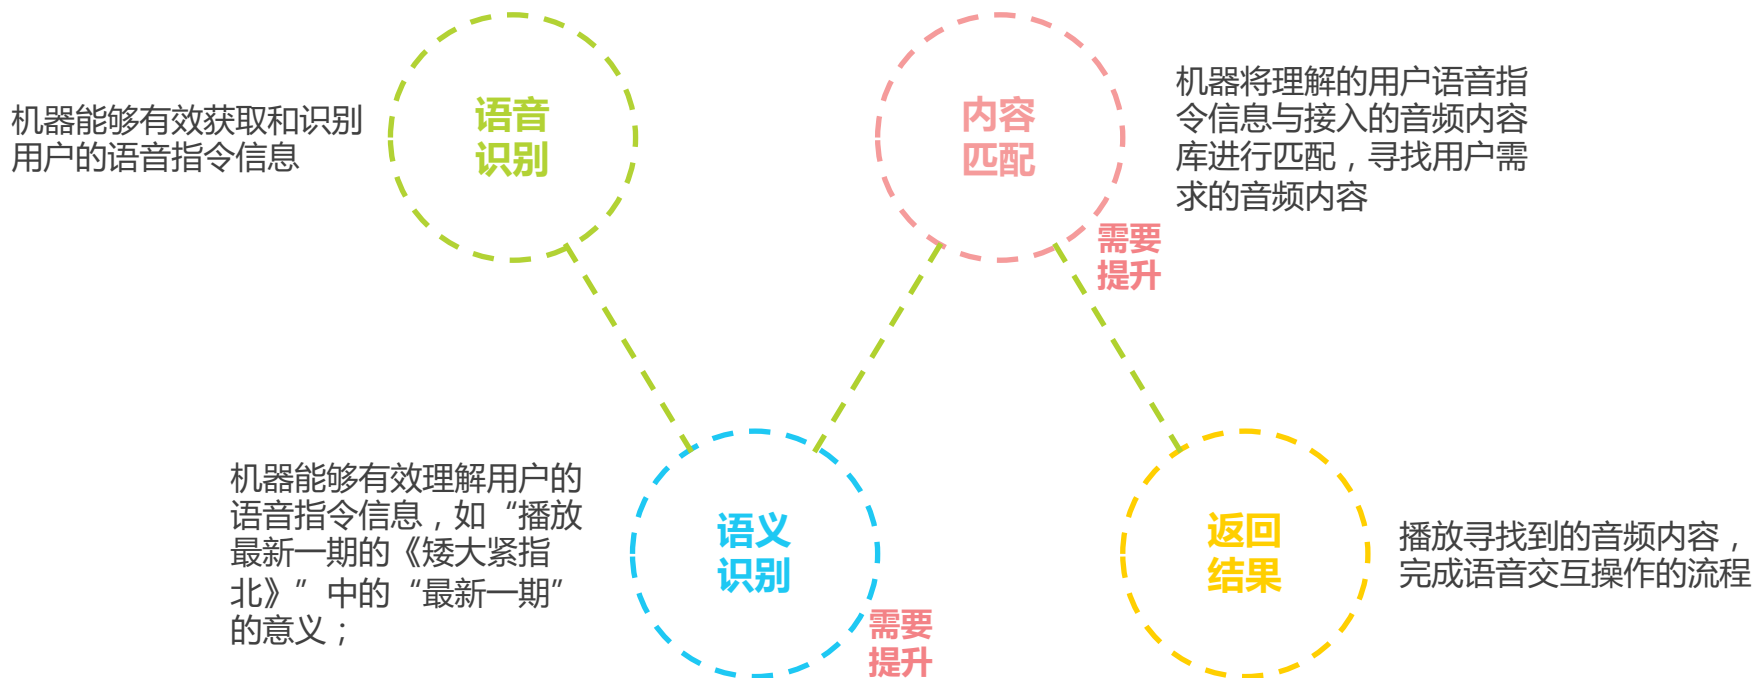 机器能够有效获取和识别
用户的语音指令信息
语音
识别
内容
匹配
机器将理解的用户语音指
令信息与接入的音频内容
库进行匹配，寻找用户需
求的音频内容
需要
提升
机器能够有效理解用户的
语音指令信息，如“播放
最新一期的《矮大紧指
北》”中的“最新一期”
的意义；
语义
识别
需要
提升
返回
结果
播放寻找到的音频内容，
完成语音交互操作的流程